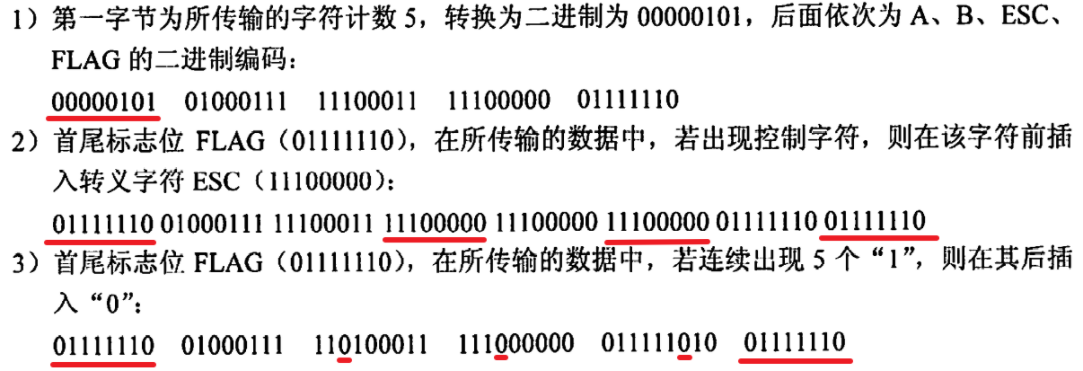 1）第一字节为所传输的字符计数 5，转换为二进制为 00000101，后面依次为 A、B、ESC、
FLAG 的二进制编码：
00000101 01000111 11100011 11100000 01111110
2）首尾标志位 FLAG（01111110），在所传输的数据中，若出现控制字符，则在该字符前插
入转义字符 ESC（11100000）：
01111110 01000111 11100011 11100000 11100000 11100000 01111110 01111110
3）首尾标志位 FLAG（01111110），在所传输的数据中，若连续出现 5 个“1”，则在其后插
入“0”：
01111110 01000111 110100011 111000000 011111010 01111110